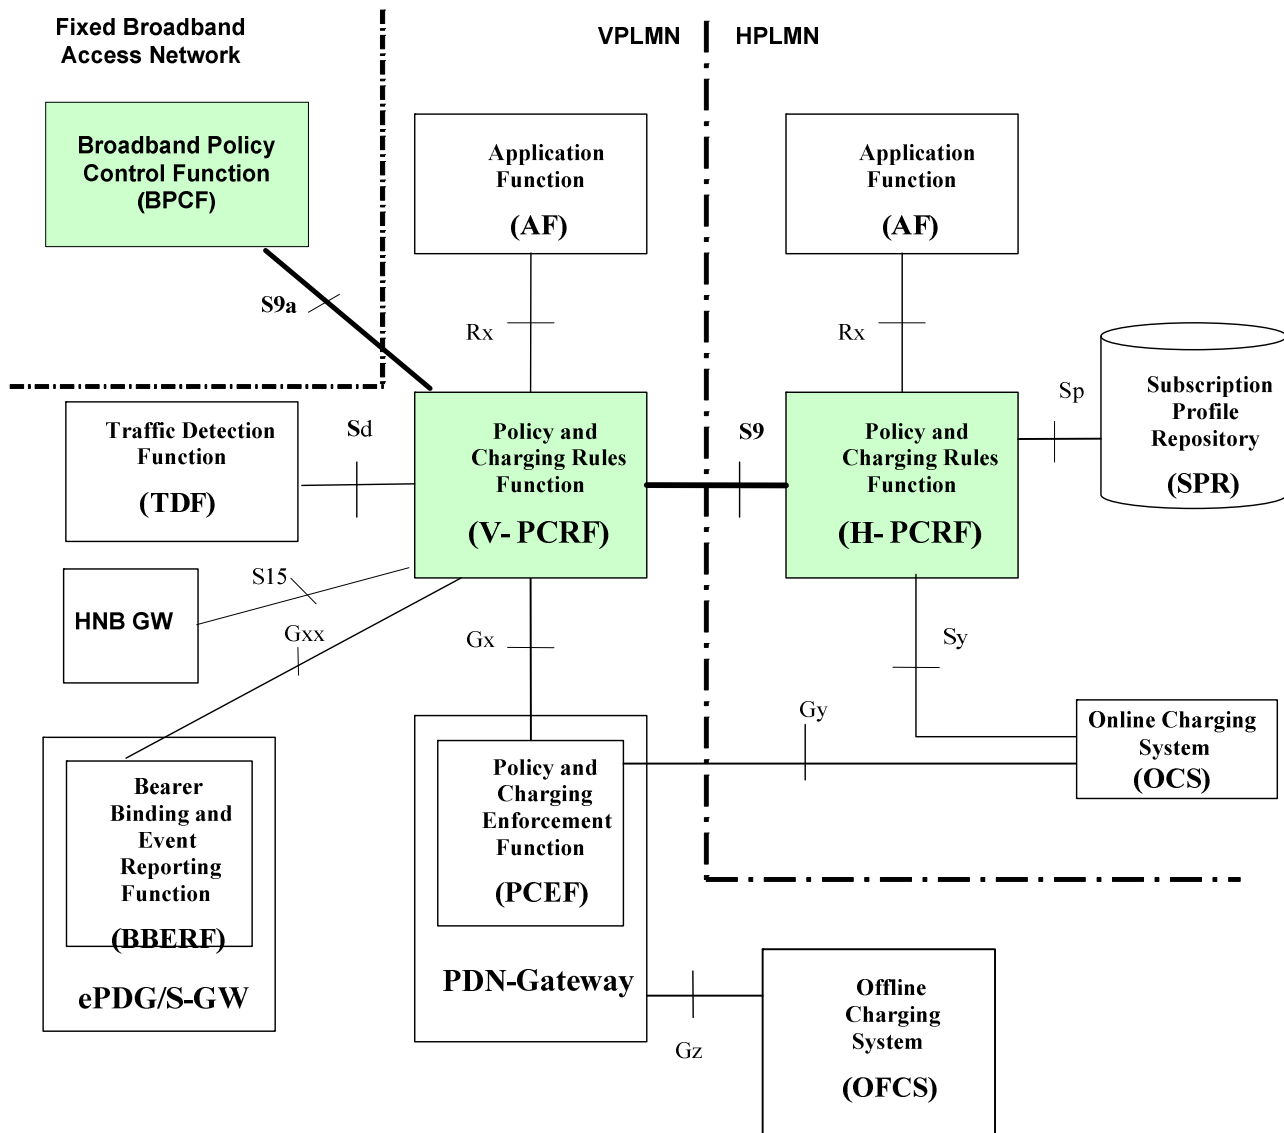 Fixed Broadband
Access Network
VPLMN
HPLMN
Broadband Policy
Control Function
(BPCF)
Application
Function
(AF)
Application
Function
(AF)
S9a
Rx
Rx
Subscription
Profile
Repository
(SPR)
Sp
Traffic Detection
Function
(TDF)
Sd
Policy and
Charging Rules
Function
(V- PCRF)
S9
Policy and
Charging Rules
Function
(H- PCRF)
HNB GW
S15
Gxx
Gx
Sy
Gy
Online Charging
System
(OCS)
Bearer
Binding and
Event
Reporting
Function
(BBERF)
ePDG/S-GW
Policy and
Charging
Enforcement
Function
(PCEF)
PDN-Gateway
Gz
Offline
Charging
System
(OFCS)